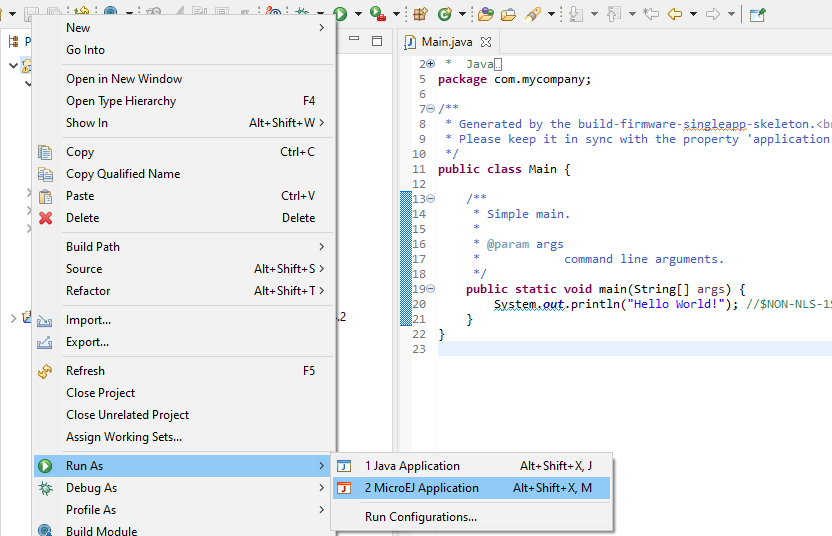 P
New
Go Into
Open in New Window
Open Type Hierarchy F4
Show In Alt+Shift+W
Copy Ctrl+C
Copy Qualified Name
Paste Ctrl+V
Delete Delete
Build Path
Source Alt+Shift+S
Refactor Alt+Shift+T
Import...
Export...
Refresh F5
Close Project
Close Unrelated Project
Assign Working Sets...
Run As
Debug As
Profile As
Build Module
.2
1 Java Application Alt+Shift+X, J
2 MicroEJ Application Alt+Shift+X, M
Run Configurations...
Main.java
2 * Java
5 package com.mycompany;
6
7 /**
8 * Generated by the build-firmware-singleapp-skeleton.<b
9 * Please keep it in sync with the property 'application
10 */
11 public class Main {
12
13 /**
14 * Simple main.
15 *
16 * @param args
17 * command line arguments.
18 */
19 public static void main(String[] args) {
20 System.out.println("Hello World!"); //$NON-NLS-1
21 }
22 }
23